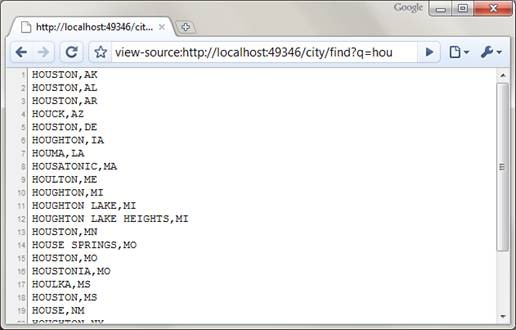 Google
http://localhost:49346/cit...
view-source:http://localhost:49346/city/find?q=hou
1 HOUSTON,AK
2 HOUSTON,AL
3 HOUSTON,AR
4 HOUCK,AZ
5 HOUSTON,DE
6 HOUGHTON,IA
7 HOUMA,LA
8 HOUSATONIC,MA
9 HOULTON,ME
10 HOUGHTON,MI
11 HOUGHTON LAKE,MI
12 HOUGHTON LAKE HEIGHTS,MI
13 HOUSTON,MN
14 HOUSE SPRINGS,MO
15 HOUSTON,MO
16 HOUSTONIA,MO
17 HOULKA,MS
18 HOUSTON,MS
19 HOUSE,NM
20 HOUGHTON,NY